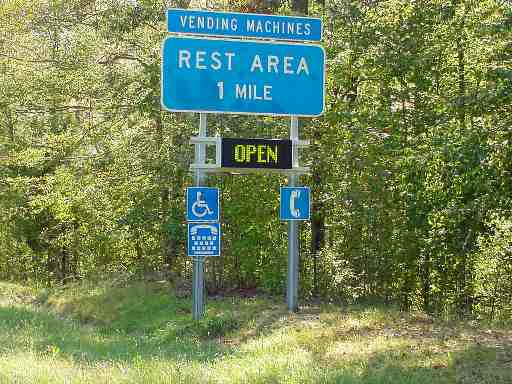 VENDING MACHINES
REST AREA
1 MILE
OPEN